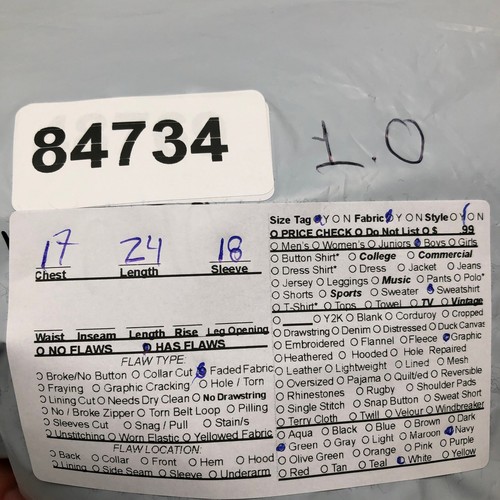 84734
1.0
17 24 18
Chest Length Sleeve
Waist Inseam Length Rise Leg Opening
O NO FLAWS O HAS FLAWS
FLAW TYPE:
O Broke/No Button O Collar Cut O Faded Fabric
O Fraying O Graphic Cracking O Hole / Torn
O Lining Cut O Needs Dry Clean O No Drawstring
O No / Broke Zipper O Torn Belt Loop O Pilling
O Sleeves Cut O Snag / Pull O Stain/s
O Unstitching O Worn Elastic O Yellowed Fabric
FLAW LOCATION:
O Back O Collar O Front O Hem O Hood
O Lining O Side Seam O Sleeve O Underarm
Size Tag O Y O N Fabric O Y O N Style O Y O N
O PRICE CHECK O Do Not List O $ 99
O Men's O Women's O Juniors O Boys O Girls
O Button Shirt* O College O Commercial
O Dress Shirt* O Dress O Jacket O Jeans
O Jersey O Leggings O Music O Pants O Polo*
O Shorts O Sports O Sweater O Sweatshirt
O T-Shirt* O Tops O Towel O TV O Vintage
O O Y2K O Blank O Corduroy O Cropped
O Drawstring O Denim O Distressed O Duck Canvas
O Embroidered O Flannel O Fleece O Graphic
O Heathered O Hooded O Hole Repaired
O Leather O Lightweight O Lined O Mesh
O Oversized O Pajama O Quilted O Reversible
O Rhinestones O Rugby O Shoulder Pads
O Single Stitch O Snap Button O Sweat Short
O Terry Cloth O Twill O Velour O Windbreaker
O Aqua O Black O Blue O Brown O Dark
O Green O Gray O Light O Maroon O Navy
O Olive Green O Orange O Pink O Purple
O Red O Tan O Teal O White O Yellow